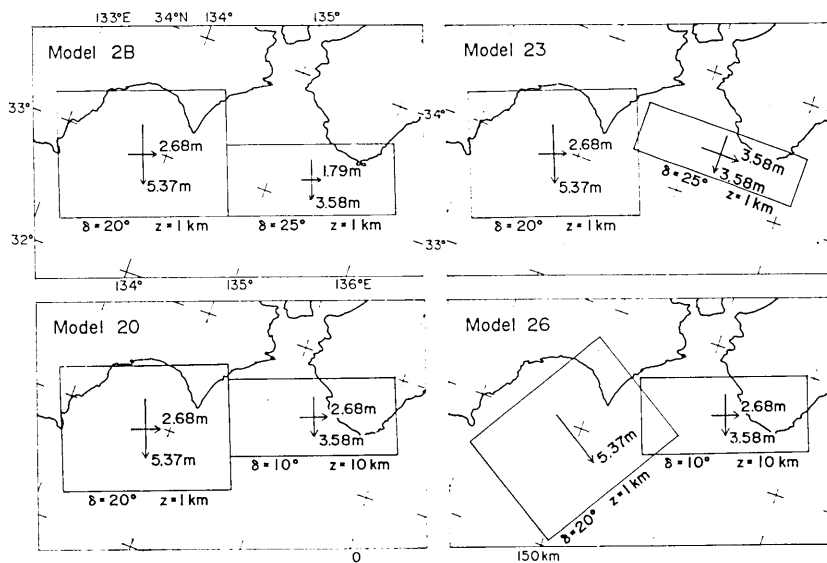 133°E 34°N 134° 135°
Model 2B
33°
2.68m
5.37m
1.79m
3.58m
δ=20° z=1km
δ=25° z=1km
32°
134° 135° 136°E
Model 23
34°
2.68m
5.37m
3.58m
3.58m
δ=25° z=1km
δ=20° z=1km
33°
Model 20
2.68m
5.37m
2.68m
3.58m
δ=10° z=10km
δ=20° z=1km
0
Model 26
5.37m
2.68m
3.58m
δ=10° z=10km
δ=20° z=1km
150km